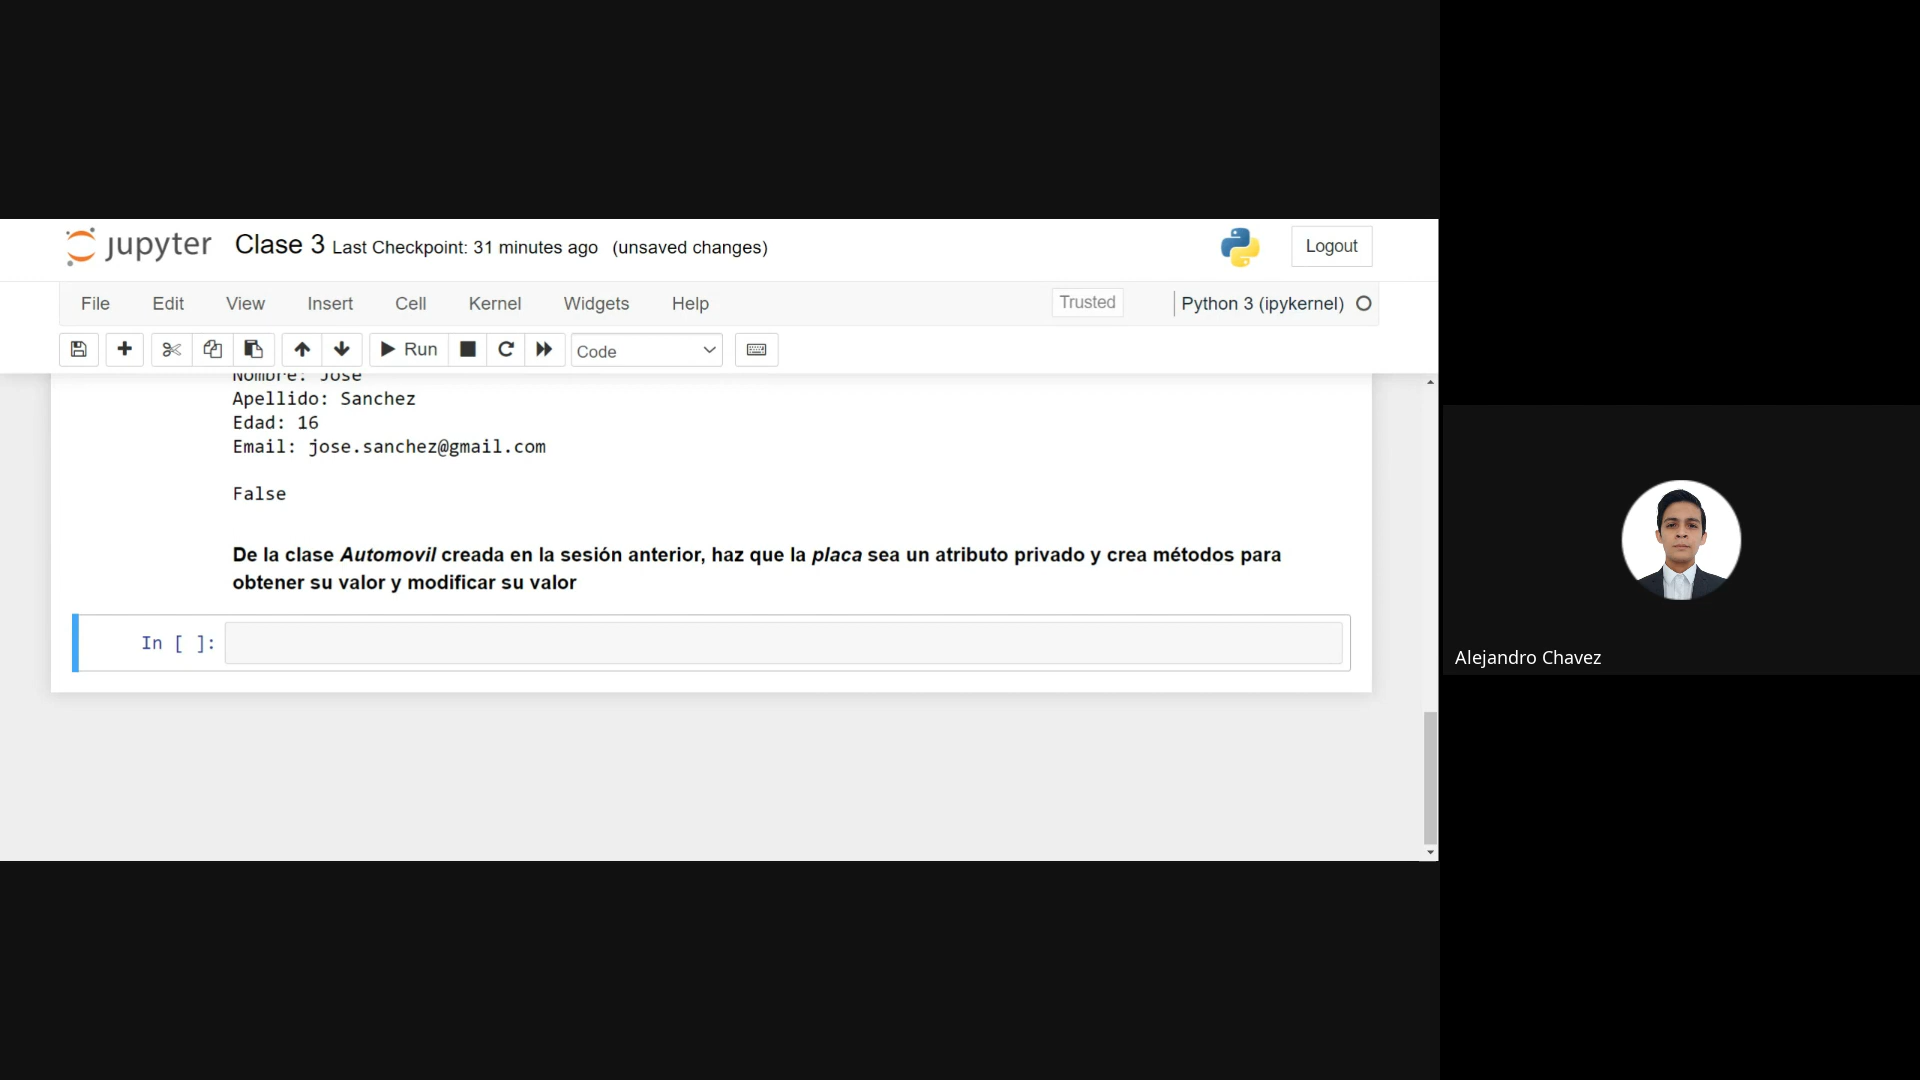 jupyter Clase 3 Last Checkpoint: 31 minutes ago (unsaved changes) Logout
File Edit View Insert Cell Kernel Widgets Help Trusted Python 3 (ipykernel)
Run Code
Nombre: Jose
Apellido: Sanchez
Edad: 16
Email: jose.sanchez@gmail.com
False
De la clase Automovil creada en la sesión anterior, haz que la placa sea un atributo privado y crea métodos para
obtener su valor y modificar su valor
In [ ]:
Alejandro Chavez